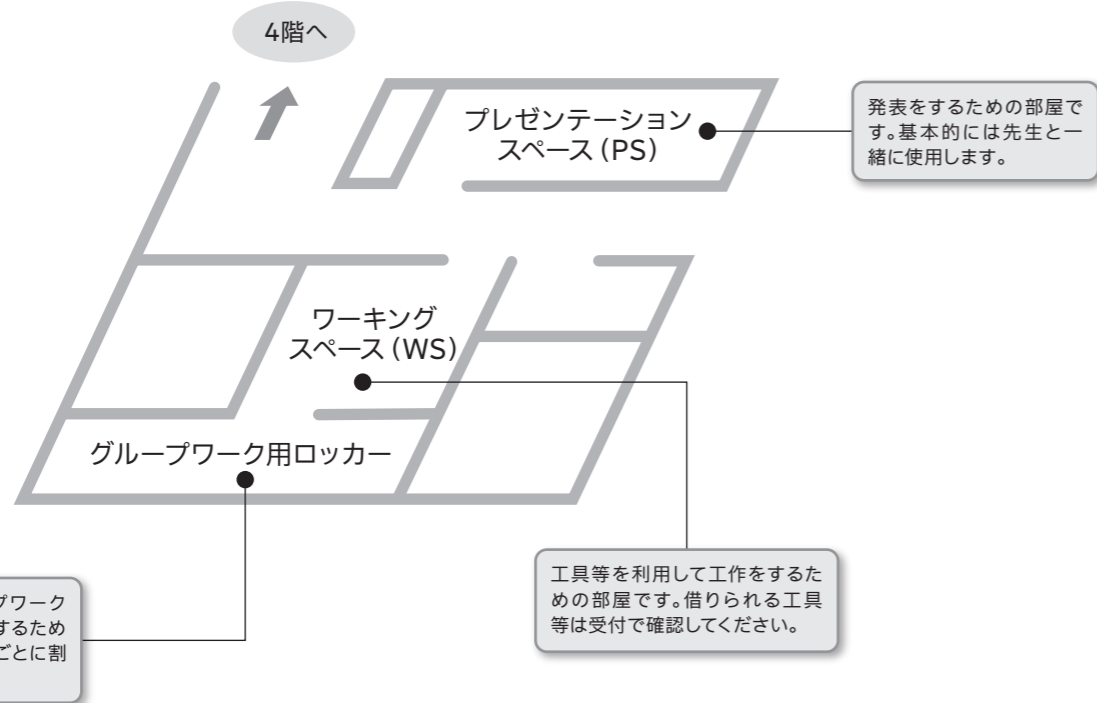 4階へ
プレゼンテーション
スペース（PS）
発表をするための部屋で
す。基本的には先生と一
緒に使用します。
ワーキング
スペース（WS）
グループワーク用ロッカー
工具等を利用して工作をするた
めの部屋です。借りられる工具
等は受付で確認してください。
プワーク
するため
ごとに割